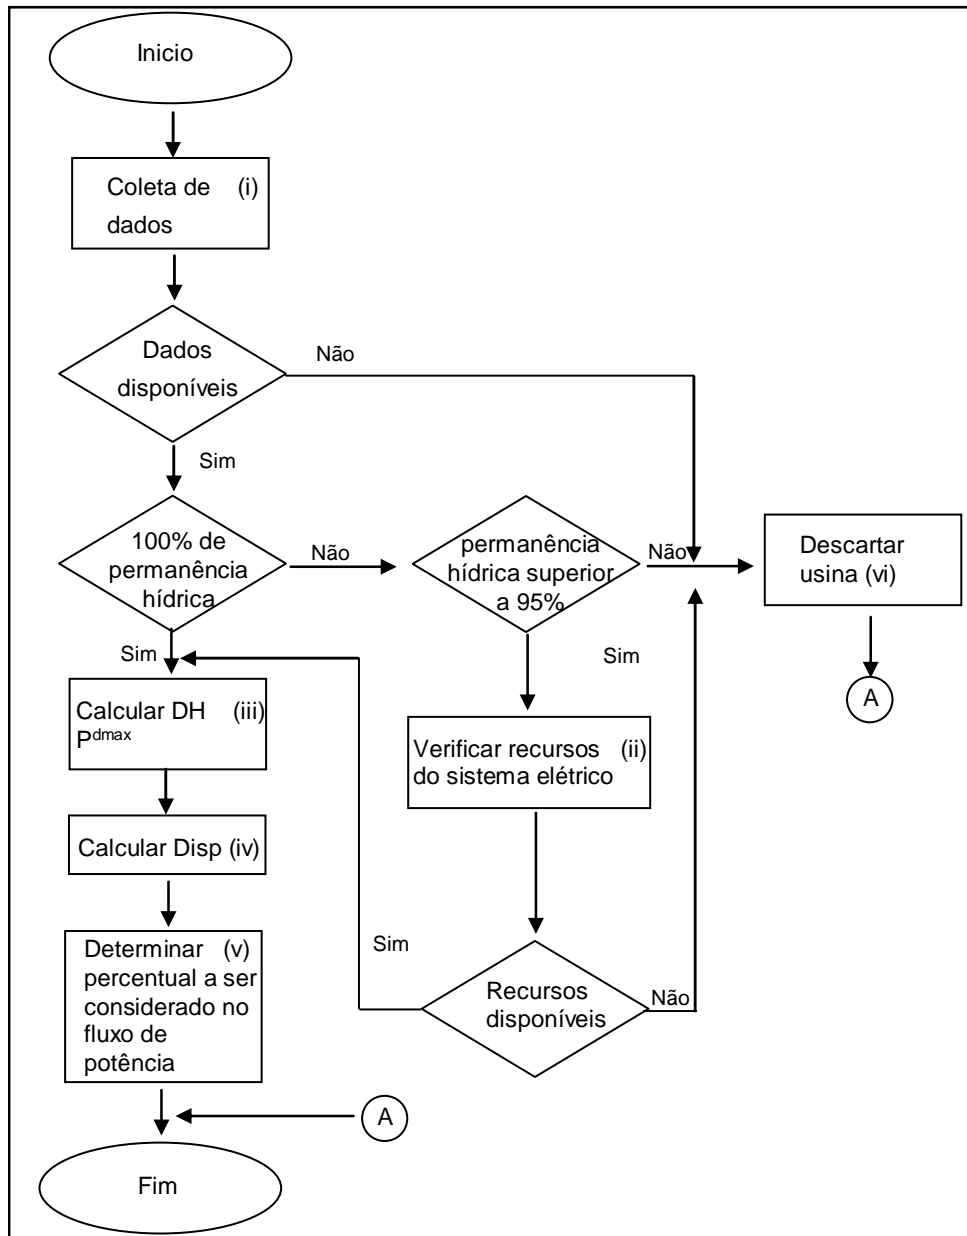 Inicio
Coleta de (i)
dados
Dados
disponíveis
Não
Sim
100% de
permanência
hídrica
Não
permanência
hídrica superior
a 95%
Não
Descartar
usina (vi)
Sim
Sim
A
Calcular DH (iii)
Pdmax
Verificar recursos (ii)
do sistema elétrico
Calcular Disp (iv)
Determinar (v)
percentual a ser
considerado no
fluxo de
potência
Sim
Recursos
disponíveis
Não
A
Fim